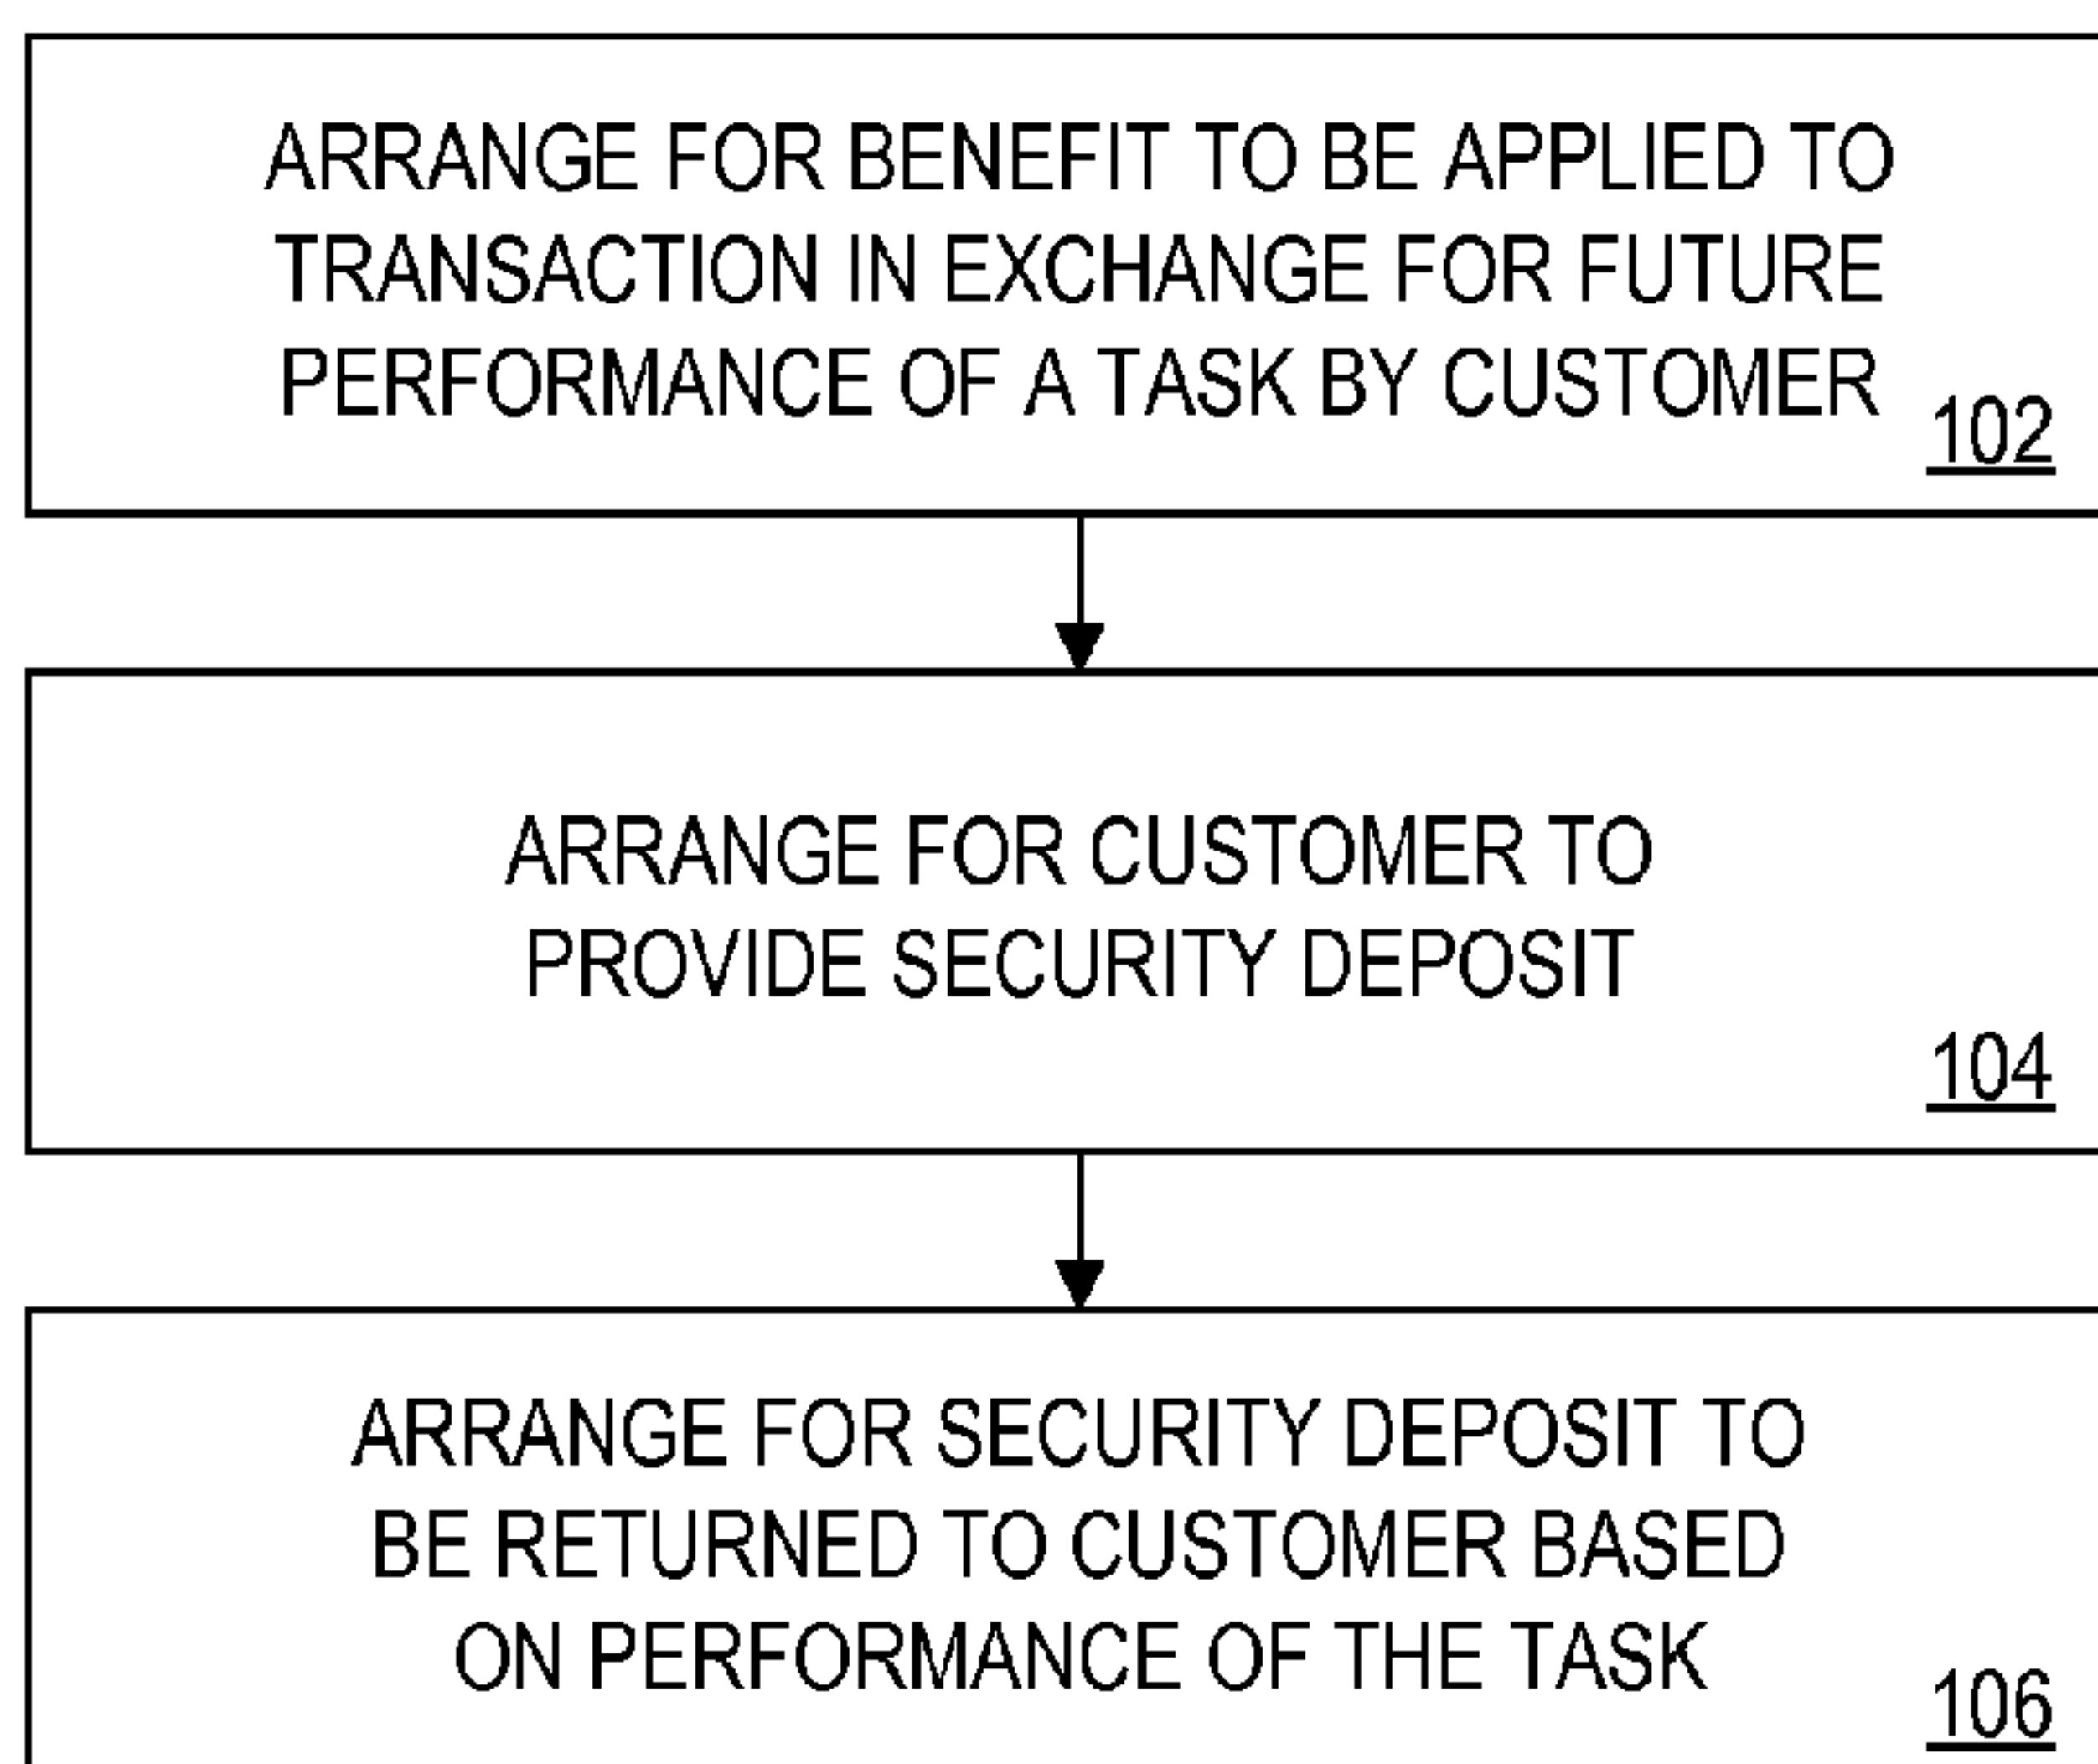 ARRANGE FOR BENEFIT TO BE APPLIED TO
TRANSACTION IN EXCHANGE FOR FUTURE
PERFORMANCE OF A TASK BY CUSTOMER
102
ARRANGE FOR CUSTOMER TO
PROVIDE SECURITY DEPOSIT
104
ARRANGE FOR SECURITY DEPOSIT TO
BE RETURNED TO CUSTOMER BASED
ON PERFORMANCE OF THE TASK
106